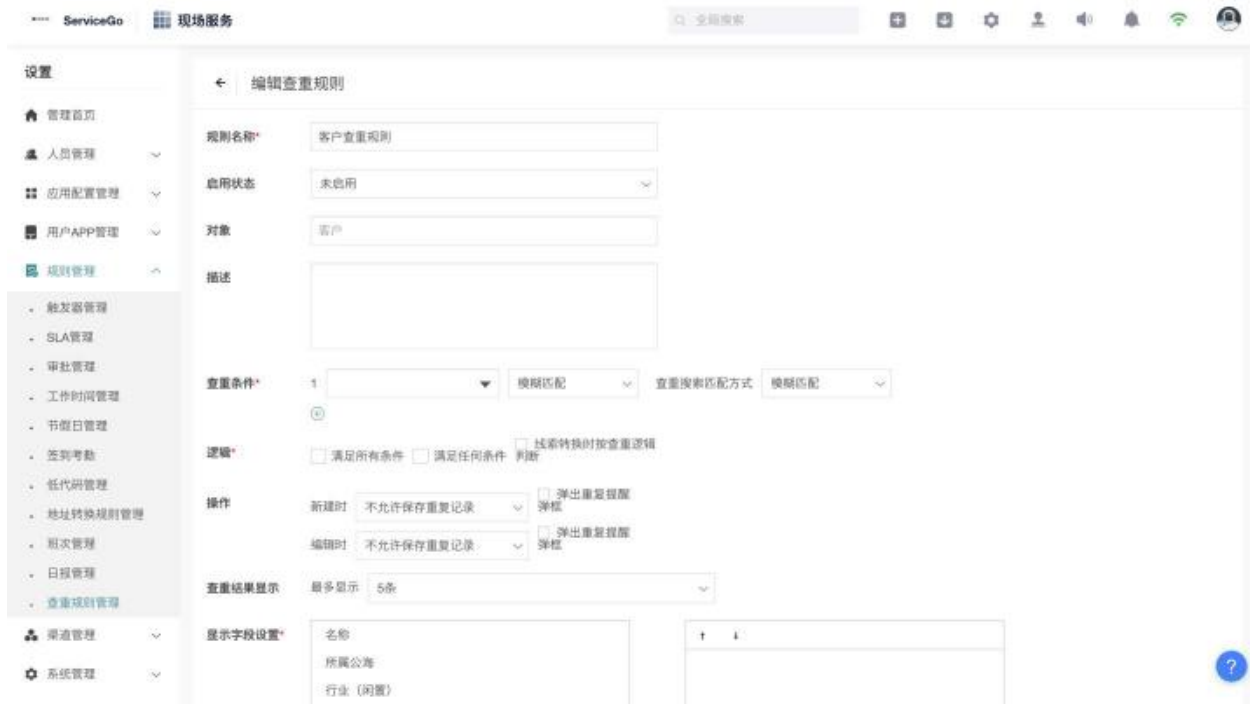 ServiceGo 现场服务 全局搜索
设置
管理首页
人员管理
应用配置管理
用户APP管理
规则管理
触发器管理
SLA管理
审批管理
工作时间管理
节假日管理
签到考勤
低代码管理
地址转换规则管理
班次管理
日报管理
查重规则管理
渠道管理
系统管理
编辑查重规则
规则名称* 客户查重规则
启用状态 未启用
对象 客户
描述
查重条件* 1 模糊匹配 查重搜索匹配方式 模糊匹配
逻辑* 满足所有条件 满足任何条件 线索转换时按查重逻辑
判断
操作 新建时 不允许保存重复记录 弹出重复提醒
弹框
编辑时 不允许保存重复记录 弹出重复提醒
弹框
查重结果显示 最多显示 5条
显示字段设置* 名称
所属公海
行业（闲置）